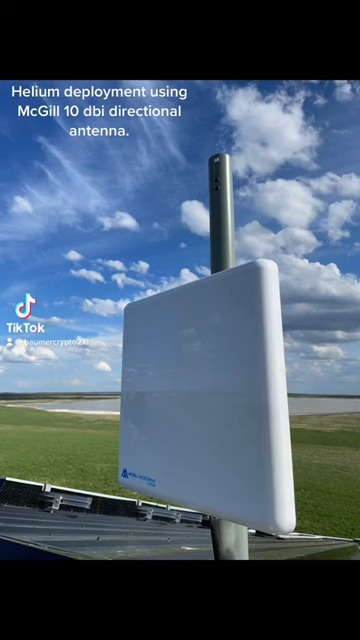 Helium deployment using
McGill 10 dbi directional
antenna.
TikTok